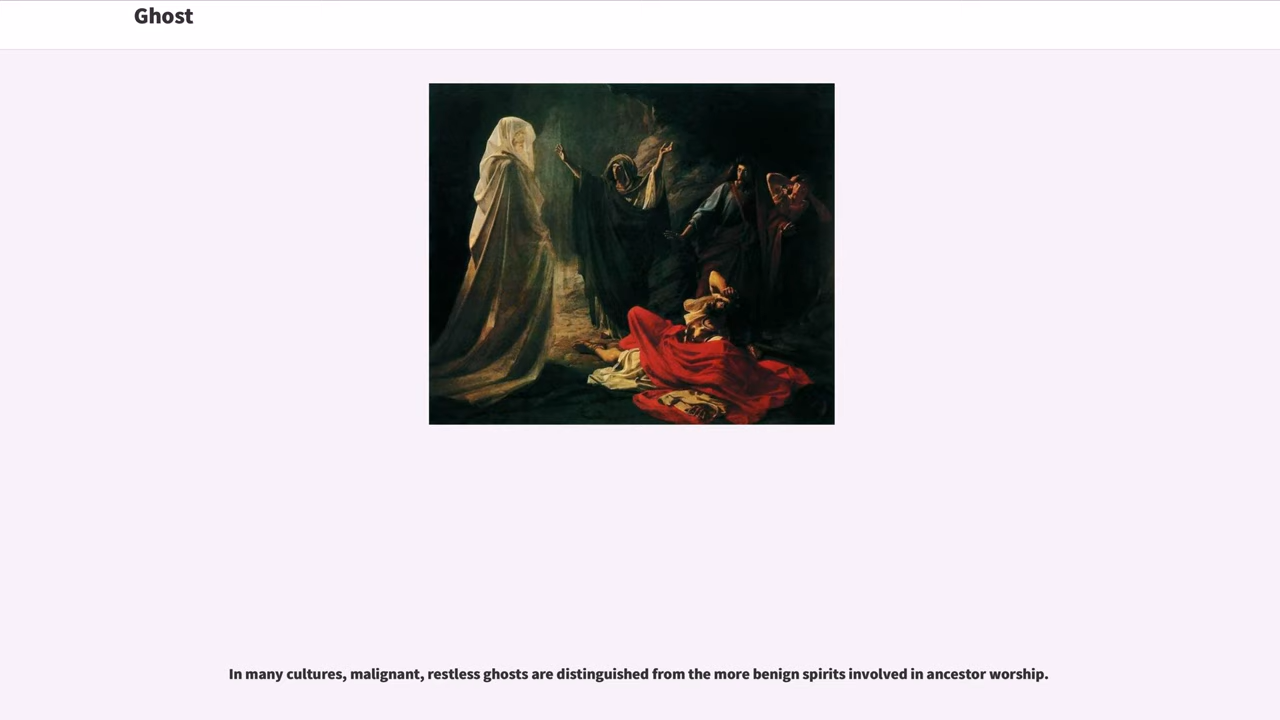 Ghost
In many cultures, malignant, restless ghosts are distinguished from the more benign spirits involved in ancestor worship.